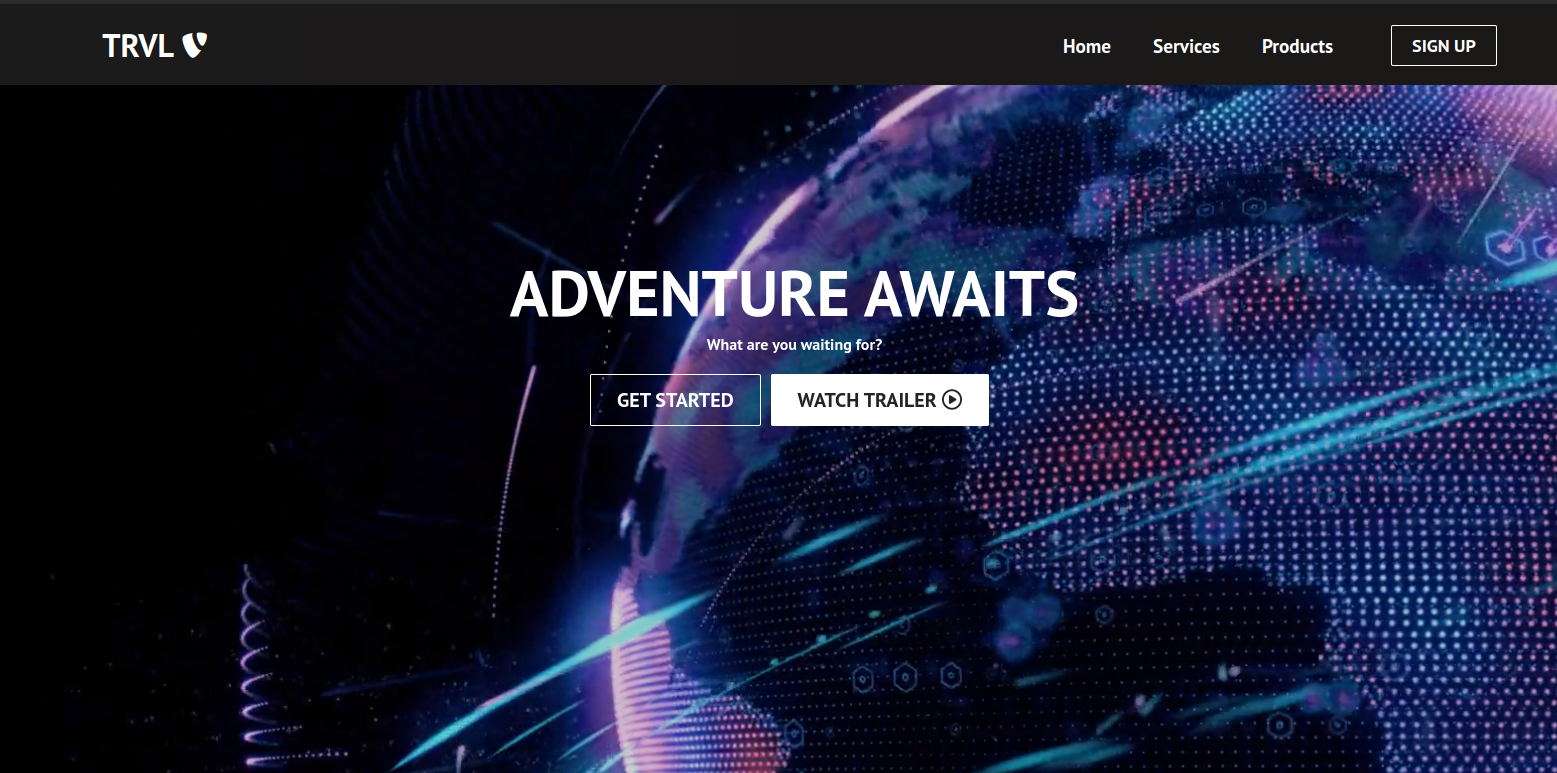 TRVL
Home Services Products SIGN UP
ADVENTURE AWAITS
What are you waiting for?
GET STARTED WATCH TRAILER